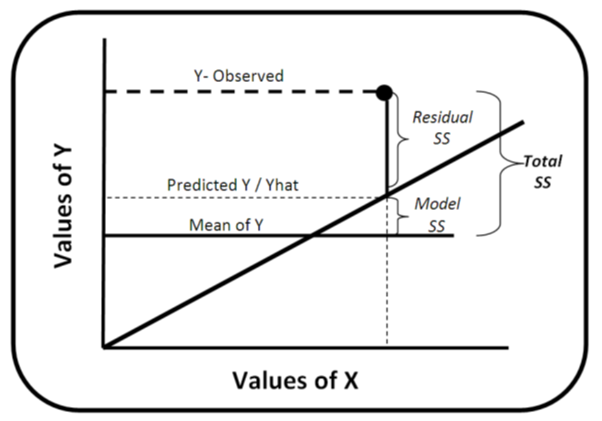 Y- Observed
Residual
SS
Total
SS
Predicted Y / Yhat
Model
SS
Mean of Y
Values of Y
Values of X